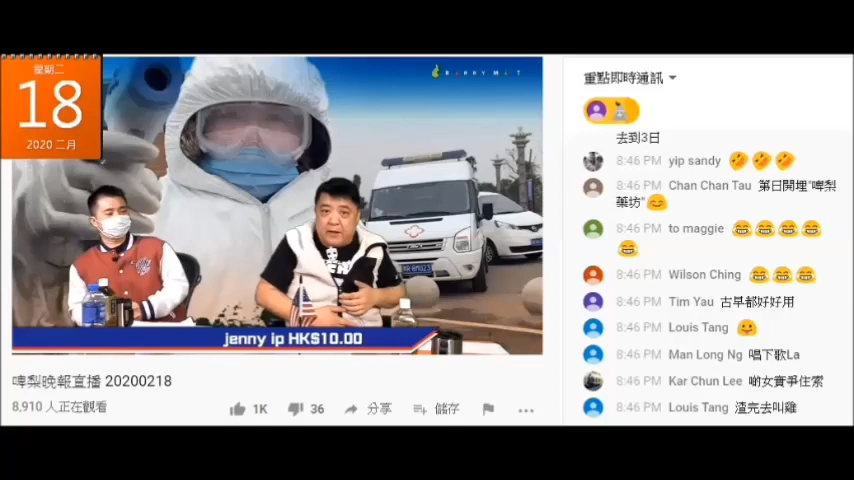 星期二
18
2020 二月
BARRY MAT
jenny ip HK$10.00
啤梨晚報直播 20200218
8,910 人正在觀看
1K
36
分享
儲存
重點即時通訊
去到3日
8:46 PM yip sandy 🤣🤣🤣
8:46 PM Chan Chan Tau 第日開埋"啤梨
藥坊"😊
8:46 PM to maggie 😂😂😂😂
😂
8:46 PM Wilson Ching 😂😂😂
8:46 PM Tim Yau 古早都好好用
8:46 PM Louis Tang 😛
8:46 PM Man Long Ng 唱下歌La
8:46 PM Kar Chun Lee 啲女實爭住索
8:46 PM Louis Tang 渣完去叫雞